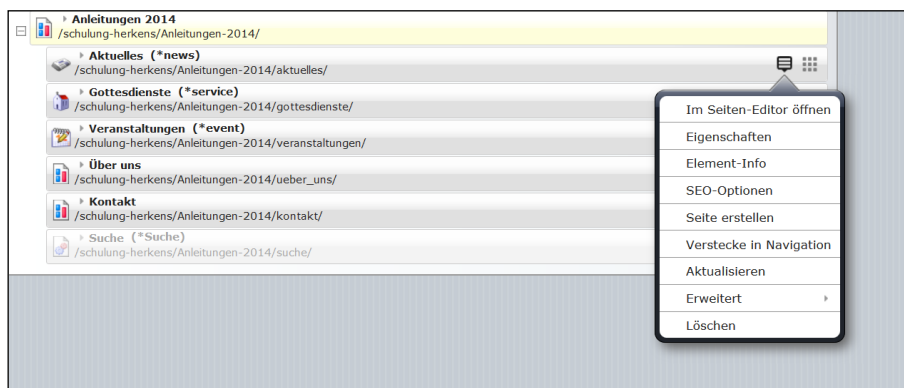 Anleitungen 2014
/schulung-herkens/Anleitungen-2014/
Aktuelles (*news)
/schulung-herkens/Anleitungen-2014/aktuelles/
Gottesdienste (*service)
/schulung-herkens/Anleitungen-2014/gottesdienste/
Veranstaltungen (*event)
/schulung-herkens/Anleitungen-2014/veranstaltungen/
Über uns
/schulung-herkens/Anleitungen-2014/ueber_uns/
Kontakt
/schulung-herkens/Anleitungen-2014/kontakt/
Suche (*Suche)
/schulung-herkens/Anleitungen-2014/suche/
Im Seiten-Editor öffnen
Eigenschaften
Element-Info
SEO-Optionen
Seite erstellen
Verstecke in Navigation
Aktualisieren
Erweitert
Löschen